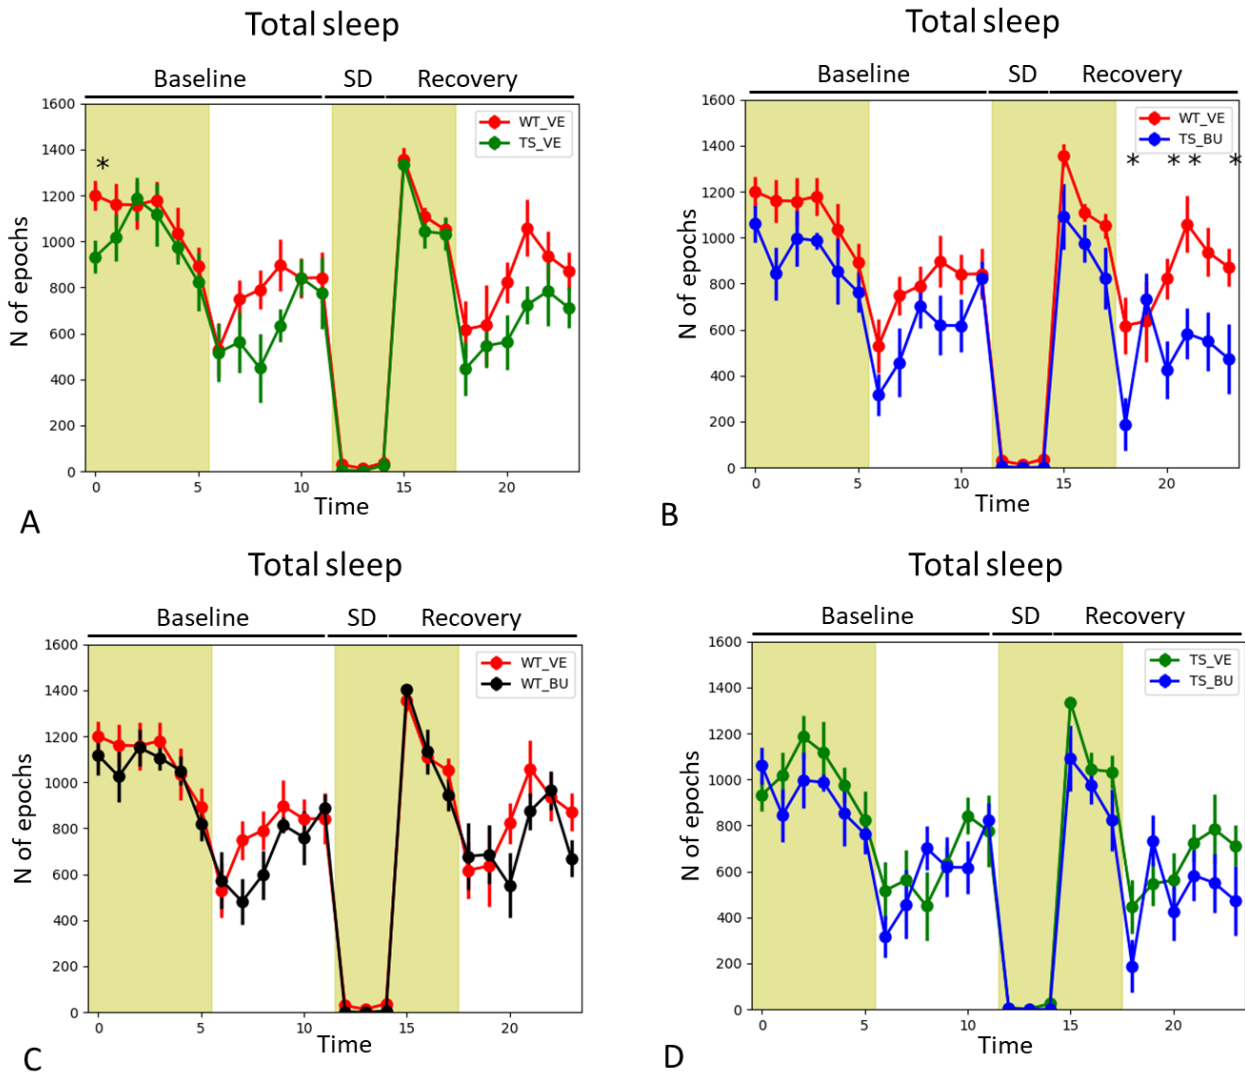 Total sleep
Baseline SD Recovery
1600
1400
1200
1000
800
600
400
200
0
N of epochs
WT_VE
TS_VE
*
0 5 10 15 20
Time
A
Total sleep
Baseline SD Recovery
1600
1400
1200
1000
800
600
400
200
0
N of epochs
WT_VE
TS_BU
* * * *
0 5 10 15 20
Time
B
Total sleep
Baseline SD Recovery
1600
1400
1200
1000
800
600
400
200
0
N of epochs
WT_VE
WT_BU
0 5 10 15 20
Time
C
Total sleep
Baseline SD Recovery
1600
1400
1200
1000
800
600
400
200
0
N of epochs
TS_VE
TS_BU
0 5 10 15 20
Time
D